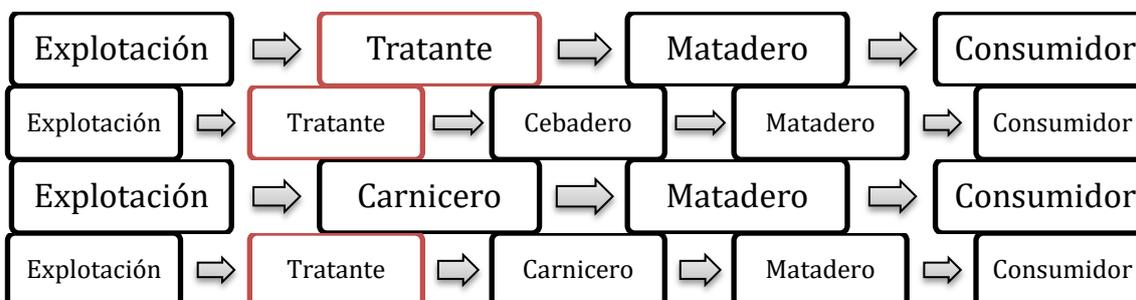 Explotación Tratante Matadero Consumidor
Explotación Tratante Cebadero Matadero Consumidor
Explotación Carnicero Matadero Consumidor
Explotación Tratante Carnicero Matadero Consumidor